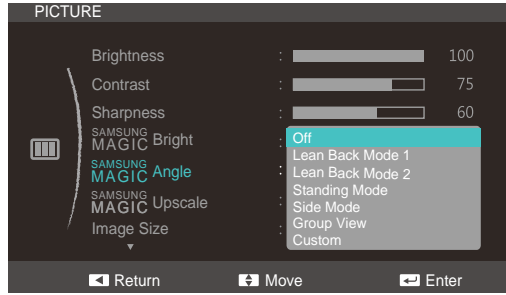 PICTURE
Brightness : 100
Contrast : 75
Sharpness : 60
SAMSUNG MAGIC Bright :
SAMSUNG MAGIC Angle :
SAMSUNG MAGIC Upscale :
Image Size :
Off
Lean Back Mode 1
Lean Back Mode 2
Standing Mode
Side Mode
Group View
Custom
Return Move Enter